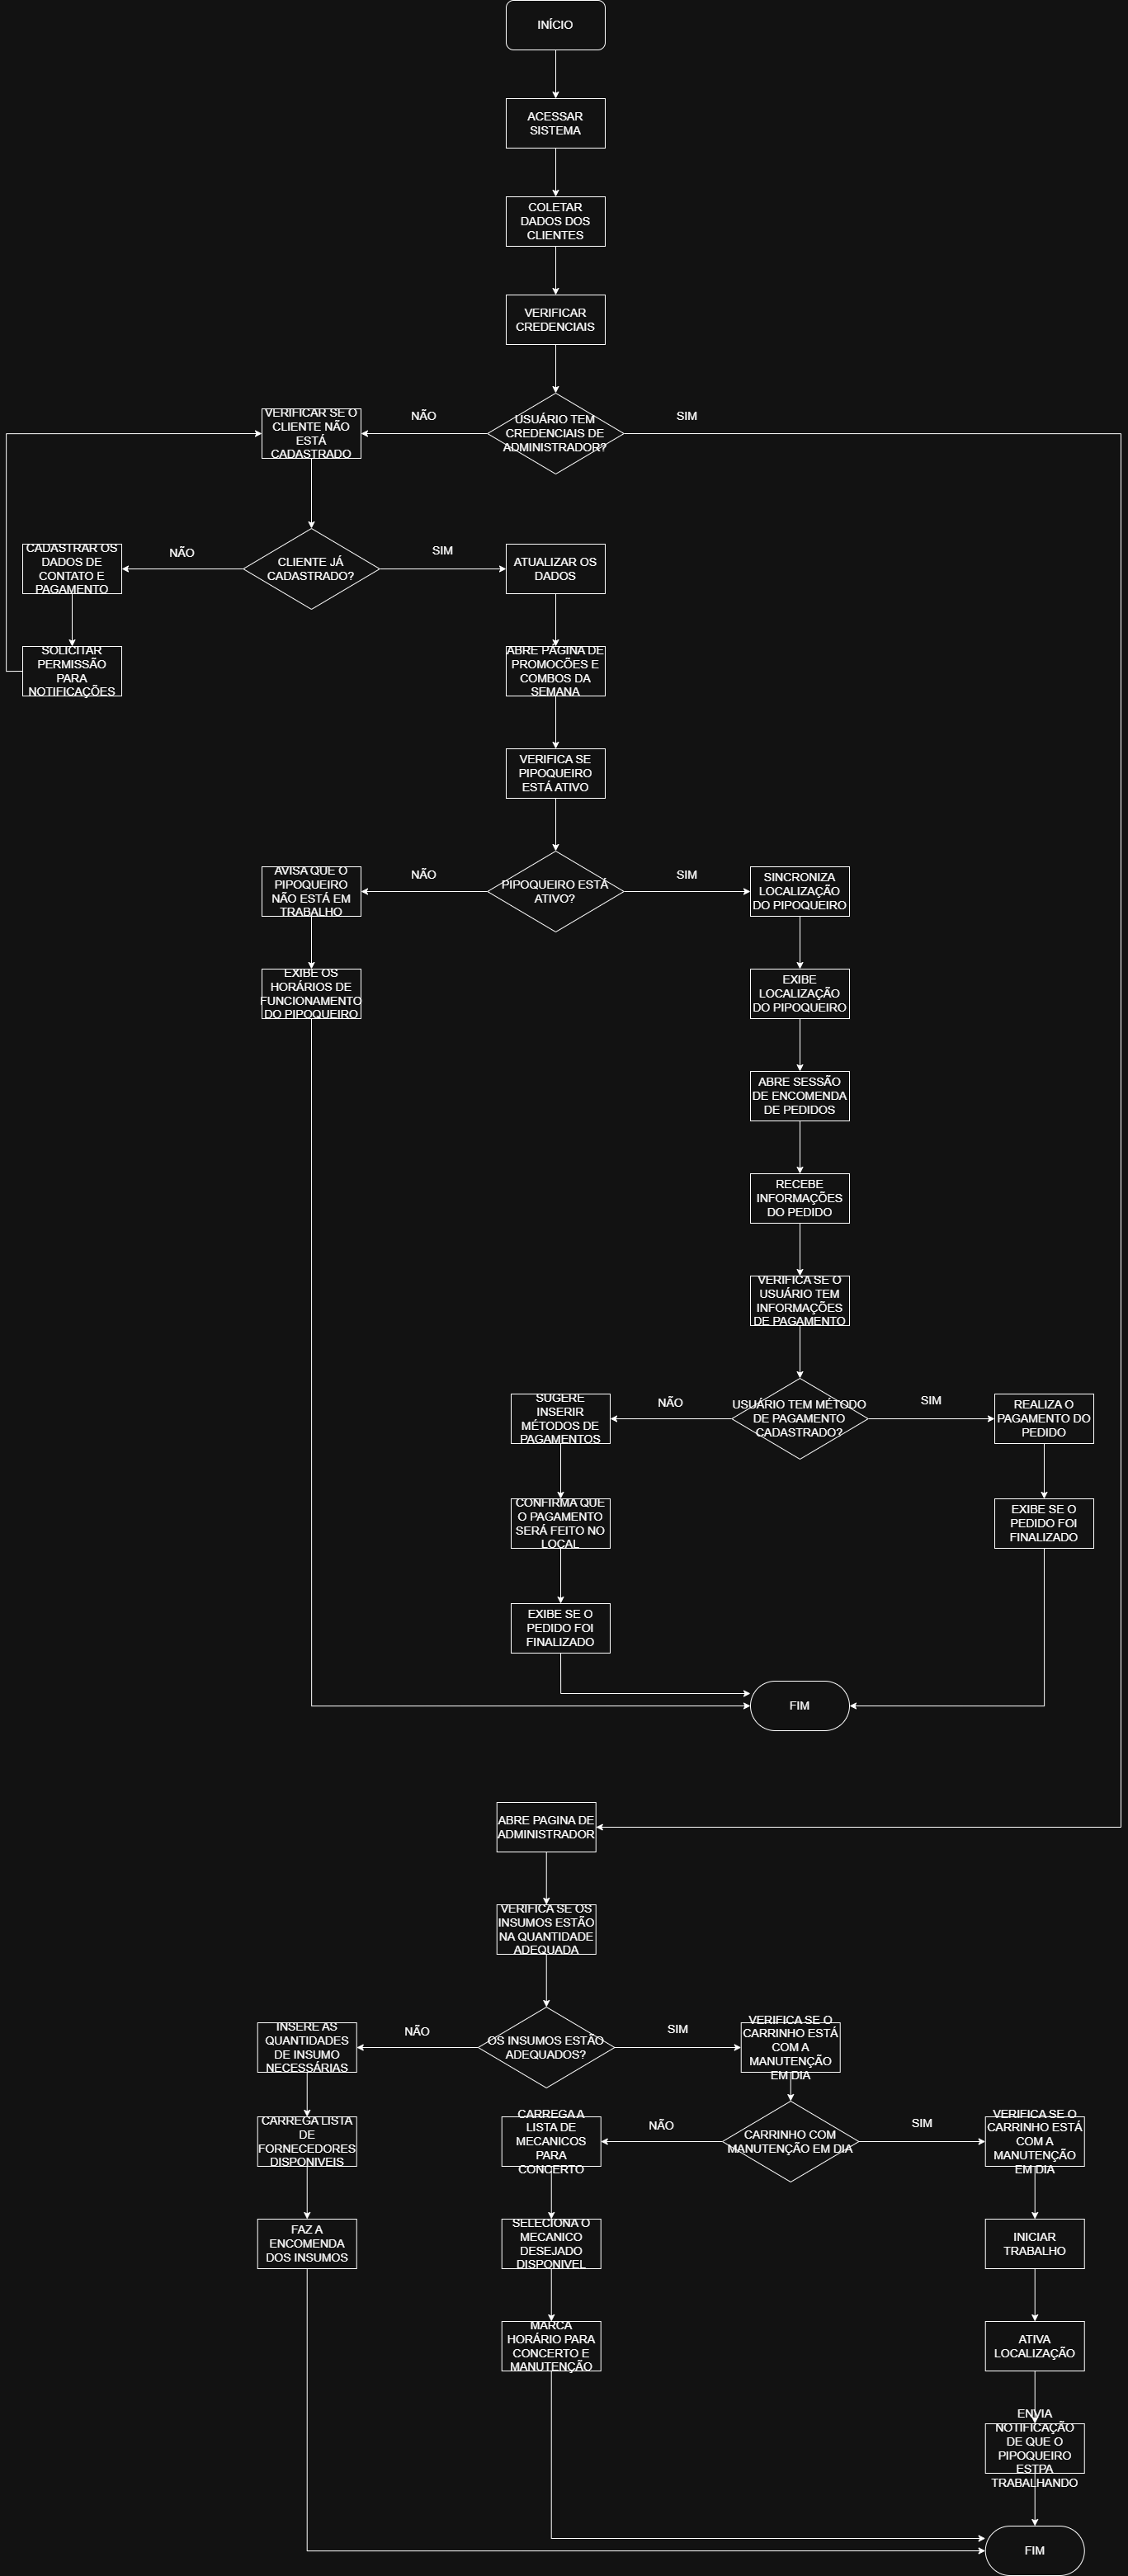 INÍCIO
ACESSAR
SISTEMA
COLETAR
DADOS DOS
CLIENTES
VERIFICAR
CREDENCIAIS
USUÁRIO TEM
CREDENCIAIS DE
ADMINISTRADOR?
NÃO
SIM
VERIFICAR SE O
CLIENTE NÃO
ESTÁ
CADASTRADO
CLIENTE JÁ
CADASTRADO?
NÃO
SIM
CADASTRAR OS
DADOS DE
CONTATO E
PAGAMENTO
ATUALIZAR OS
DADOS
SOLICITAR
PERMISSÃO
PARA
NOTIFICAÇÕES
ABRE PAGINA DE
PROMOCÕES E
COMBOS DA
SEMANA
VERIFICA SE
PIPOQUEIRO
ESTÁ ATIVO
PIPOQUEIRO ESTÁ
ATIVO?
NÃO
SIM
AVISA QUE O
PIPOQUEIRO
NÃO ESTÁ EM
TRABALHO
SINCRONIZA
LOCALIZAÇÃO
DO PIPOQUEIRO
EXIBE OS
HORÁRIOS DE
FUNCIONAMENTO
DO PIPOQUEIRO
EXIBE
LOCALIZAÇÃO
DO PIPOQUEIRO
ABRE SESSÃO
DE ENCOMENDA
DE PEDIDOS
RECEBE
INFORMAÇÕES
DO PEDIDO
VERIFICA SE O
USUÁRIO TEM
INFORMAÇÕES
DE PAGAMENTO
USUÁRIO TEM MÉTODO
DE PAGAMENTO
CADASTRADO?
NÃO
SIM
SUGERE
INSERIR
MÉTODOS DE
PAGAMENTOS
REALIZA O
PAGAMENTO DO
PEDIDO
CONFIRMA QUE
O PAGAMENTO
SERÁ FEITO NO
LOCAL
EXIBE SE O
PEDIDO FOI
FINALIZADO
EXIBE SE O
PEDIDO FOI
FINALIZADO
FIM
ABRE PAGINA DE
ADMINISTRADOR
VERIFICA SE OS
INSUMOS ESTÃO
NA QUANTIDADE
ADEQUADA
OS INSUMOS ESTÃO
ADEQUADOS?
NÃO
SIM
INSERE AS
QUANTIDADES
DE INSUMO
NECESSÁRIAS
VERIFICA SE O
CARRINHO ESTÁ
COM A
MANUTENÇÃO
EM DIA
CARREGA LISTA
DE
FORNECEDORES
DISPONIVEIS
CARREGA A
LISTA DE
MECANICOS
PARA
CONCERTO
NÃO
CARRINHO COM
MANUTENÇÃO EM DIA
SIM
VERIFICA SE O
CARRINHO ESTÁ
COM A
MANUTENÇÃO
EM DIA
FAZ A
ENCOMENDA
DOS INSUMOS
SELECIONA O
MECANICO
DESEJADO
DISPONIVEL
INICIAR
TRABALHO
MARCA
HORÁRIO PARA
CONCERTO E
MANUTENÇÃO
ATIVA
LOCALIZAÇÃO
ENVIA
NOTIFICAÇÃO
DE QUE O
PIPOQUEIRO
ESTPA
TRABALHANDO
FIM